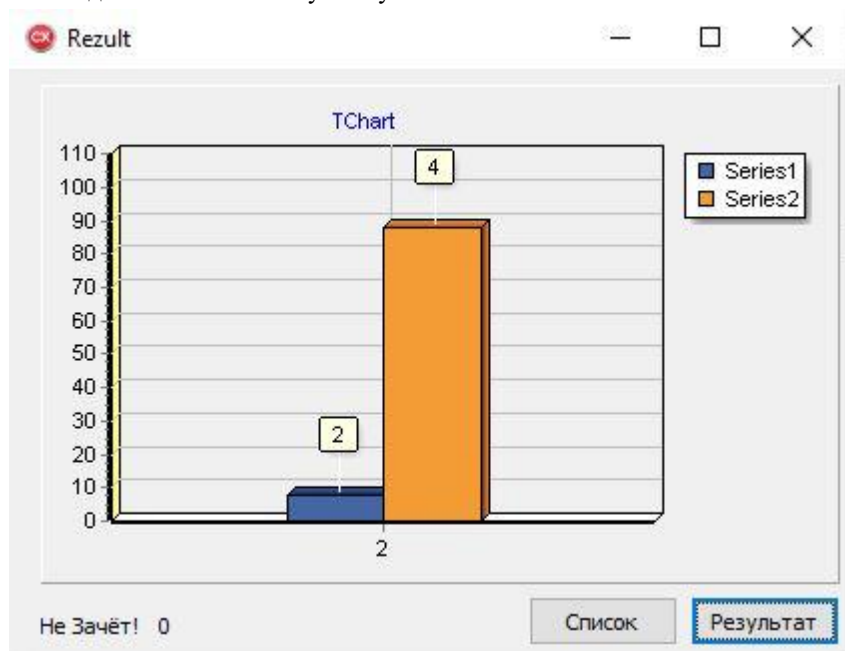 Rezult
TChart
110
100
90
80
70
60
50
40
30
20
10
0
4
2
2
Series1
Series2
Не Зачёт! 0
Список
Результат